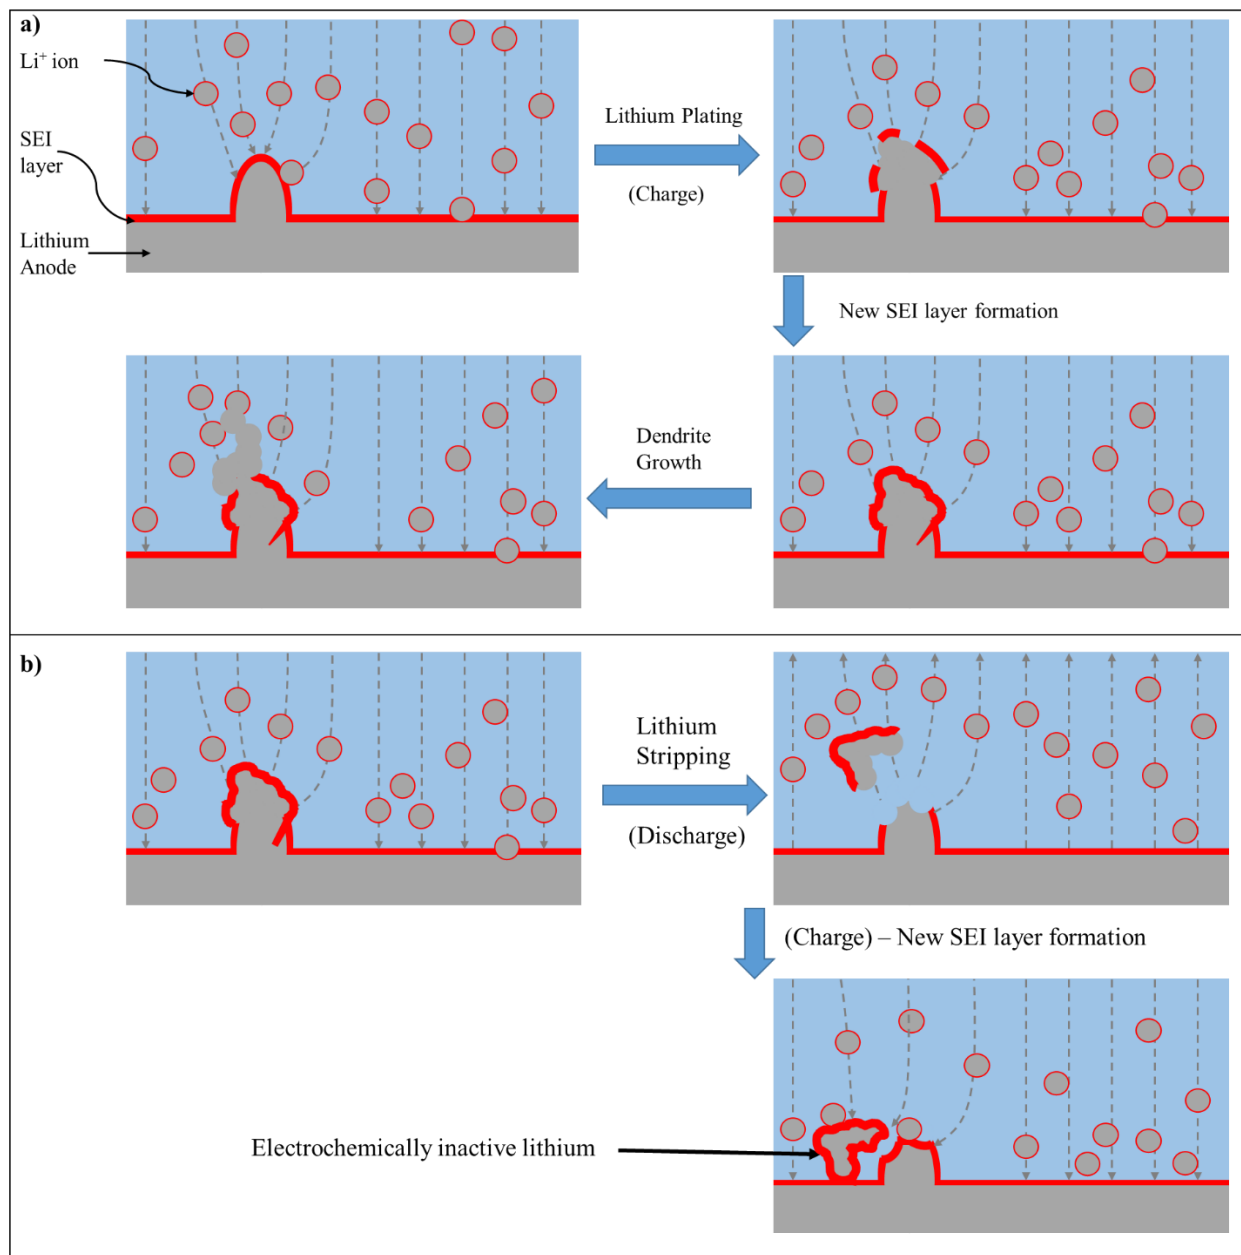 a)
Li⁺ ion
SEI
layer
Lithium
Anode
Lithium Plating
(Charge)
New SEI layer formation
Dendrite
Growth
b)
Lithium
Stripping
(Discharge)
(Charge) – New SEI layer formation
Electrochemically inactive lithium